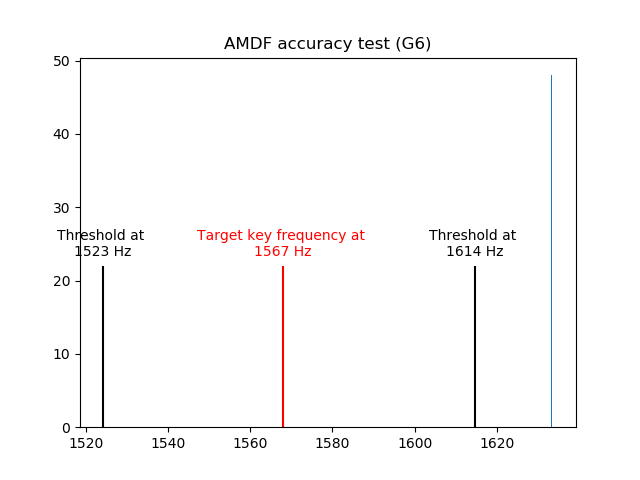 AMDF accuracy test (G6)
50
40
30
20
10
0
Threshold at
1523 Hz
Target key frequency at
1567 Hz
Threshold at
1614 Hz
1520 1540 1560 1580 1600 1620